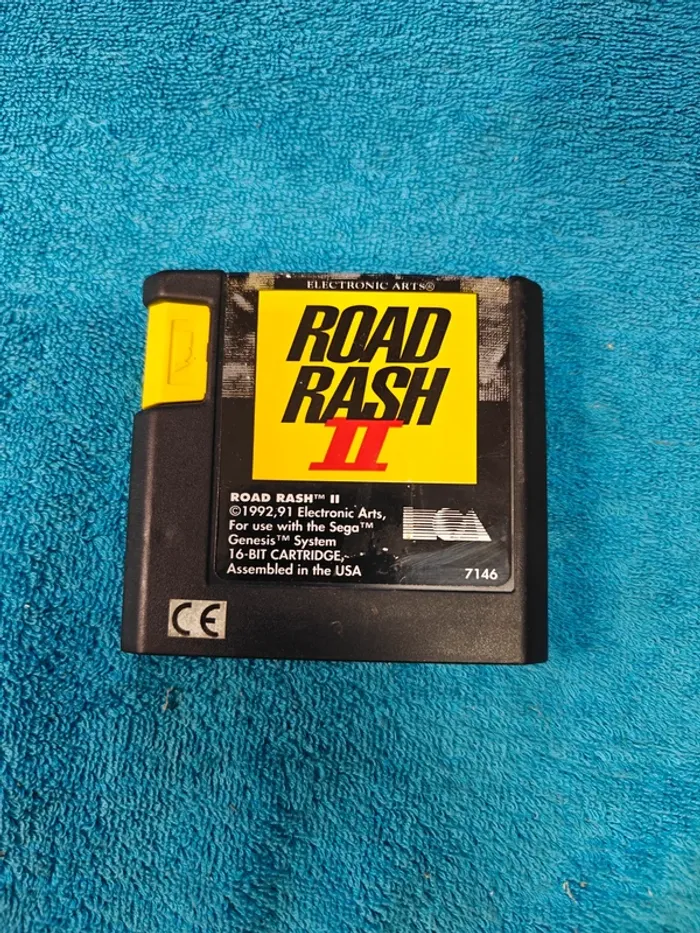 ELECTRONIC ARTS®
ROAD
RASH
II
ROAD RASH™ II
©1992,91 Electronic Arts,
For use with the Sega™
Genesis™ System
16-BIT CARTRIDGE,
Assembled in the USA
7146
CE